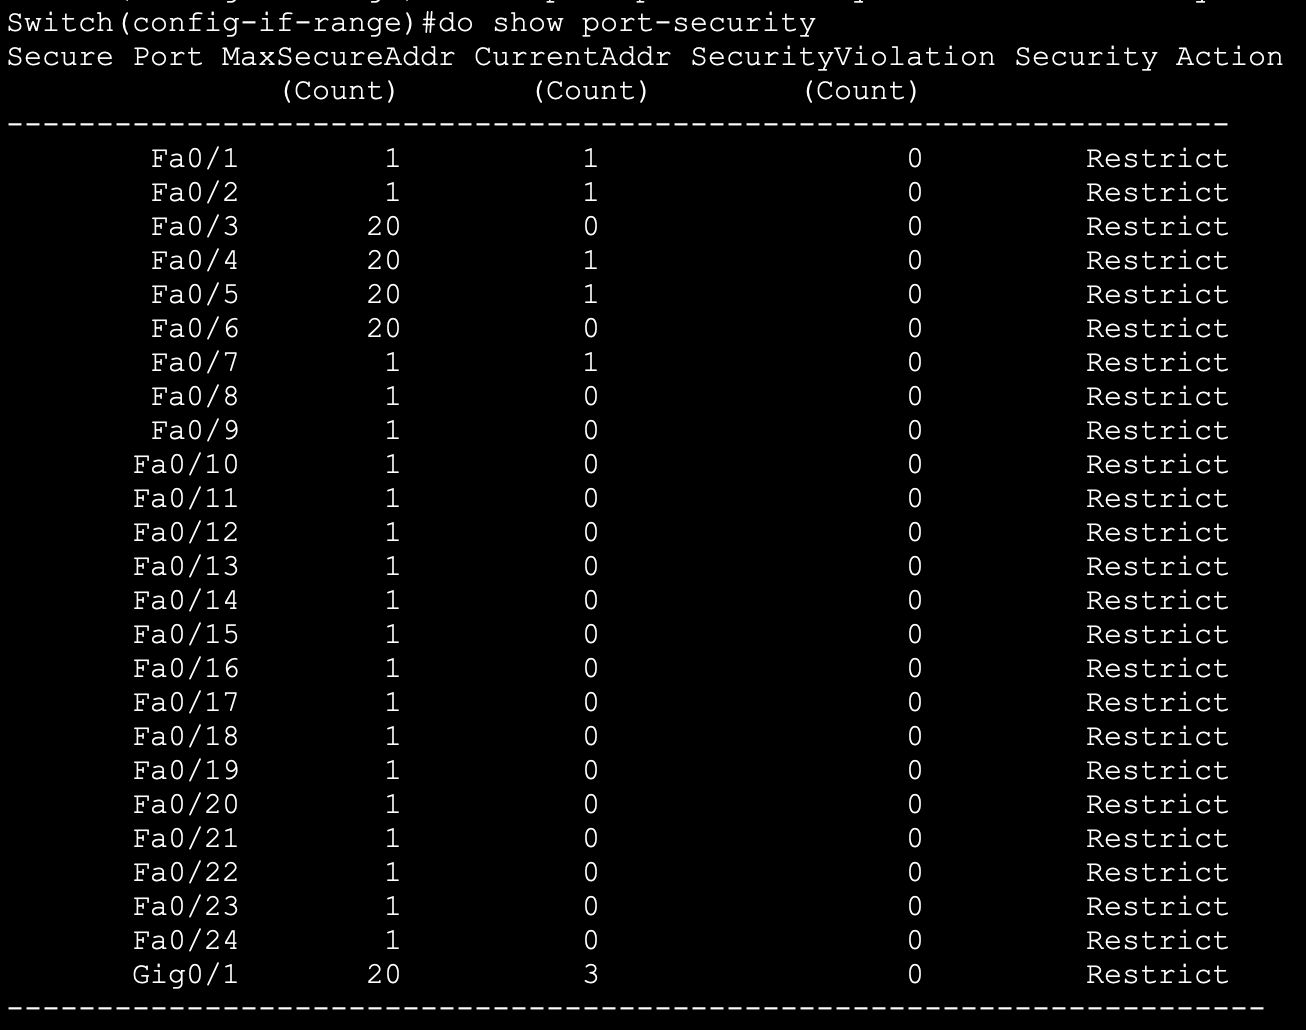 Switch(config-if-range)#do show port-security
Secure Port MaxSecureAddr CurrentAddr SecurityViolation Security Action
(Count) (Count) (Count)
--------------------------------------------------------------------
Fa0/1 1 1 0 Restrict
Fa0/2 1 1 0 Restrict
Fa0/3 20 0 0 Restrict
Fa0/4 20 1 0 Restrict
Fa0/5 20 1 0 Restrict
Fa0/6 20 0 0 Restrict
Fa0/7 1 1 0 Restrict
Fa0/8 1 0 0 Restrict
Fa0/9 1 0 0 Restrict
Fa0/10 1 0 0 Restrict
Fa0/11 1 0 0 Restrict
Fa0/12 1 0 0 Restrict
Fa0/13 1 0 0 Restrict
Fa0/14 1 0 0 Restrict
Fa0/15 1 0 0 Restrict
Fa0/16 1 0 0 Restrict
Fa0/17 1 0 0 Restrict
Fa0/18 1 0 0 Restrict
Fa0/19 1 0 0 Restrict
Fa0/20 1 0 0 Restrict
Fa0/21 1 0 0 Restrict
Fa0/22 1 0 0 Restrict
Fa0/23 1 0 0 Restrict
Fa0/24 1 0 0 Restrict
Gig0/1 20 3 0 Restrict
----------------------------------------------------------------------